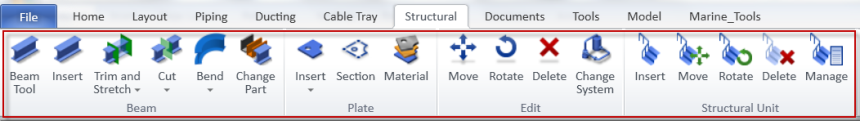 File Home Layout Piping Ducting Cable Tray Structural Documents Tools Model Marine_Tools
Beam Tool Insert Trim and Stretch Cut Bend Change Part Insert Section Material Move Rotate Delete Change System Insert Move Rotate Delete Manage
Beam Plate Edit Structural Unit